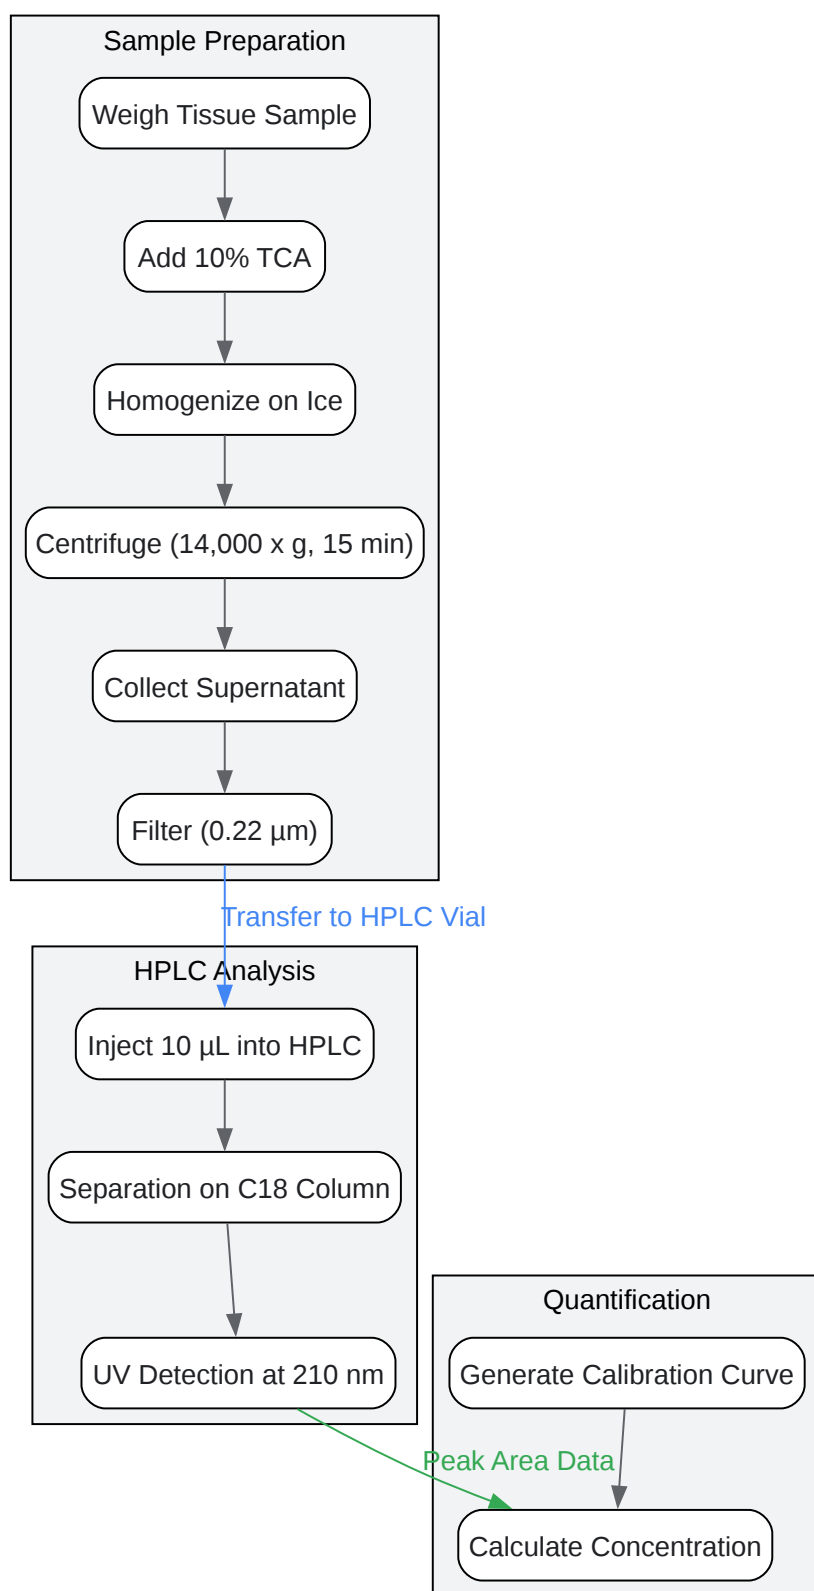 Sample Preparation
Weigh Tissue Sample
Add 10% TCA
Homogenize on Ice
Centrifuge (14,000 x g, 15 min)
Collect Supernatant
Filter (0.22 µm)
Transfer to HPLC Vial
HPLC Analysis
Inject 10 µL into HPLC
Separation on C18 Column
UV Detection at 210 nm
Quantification
Generate Calibration Curve
Peak Area Data
Calculate Concentration